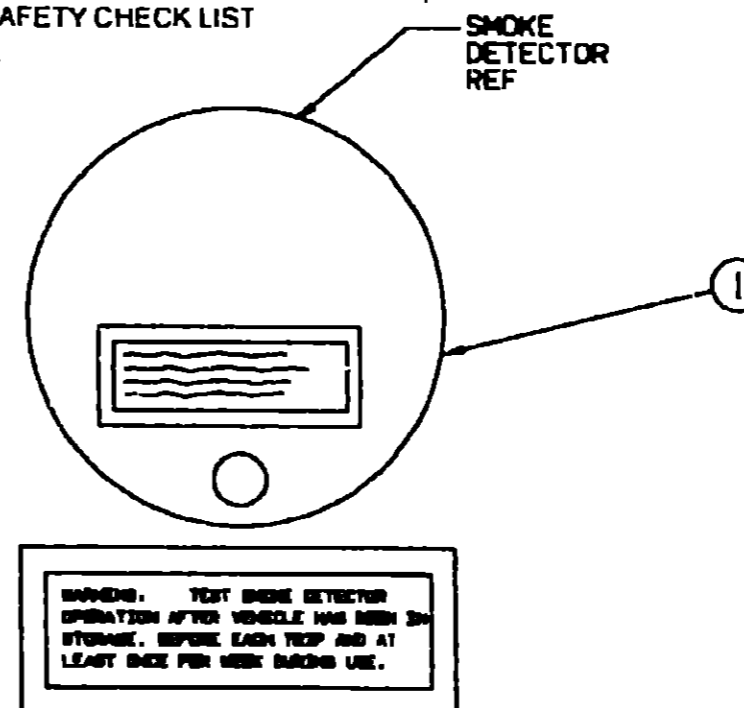 AFETY CHECK LIST
SMOKE
DETECTOR
REF
1
WARNING. TEST SMOKE DETECTOR
OPERATION AFTER VEHICLE HAS BEEN IN
STORAGE, BEFORE EACH TRIP AND AT
LEAST ONCE PER WEEK DURING USE.